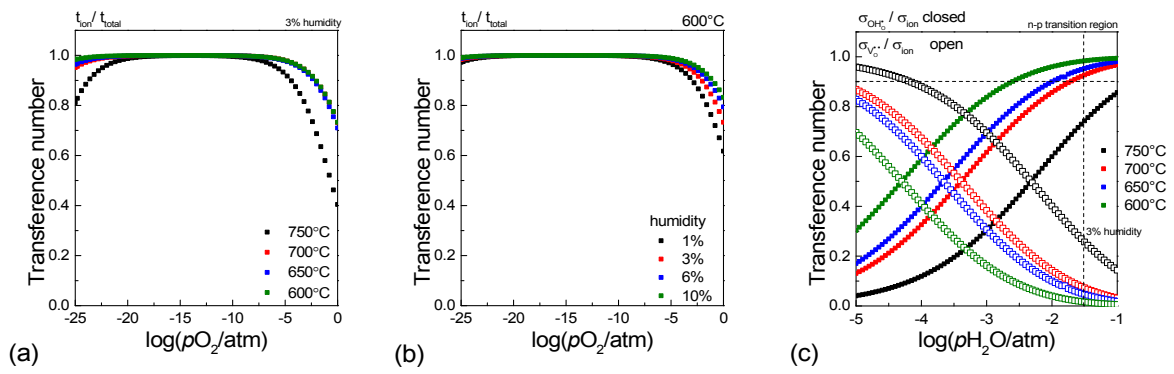 t_ion / t_total 3% humidity
1.0
0.8
0.6
0.4
0.2
0.0
Transference number
750°C
700°C
650°C
600°C
-25 -20 -15 -10 -5 0
log(pO₂/atm)
(a)
t_ion / t_total 600°C
1.0
0.8
0.6
0.4
0.2
0.0
Transference number
humidity
1%
3%
6%
10%
-25 -20 -15 -10 -5 0
log(pO₂/atm)
(b)
n-p transition region
σ_OH•_O / σ_ion closed
σ_V••_O / σ_ion open
1.0
0.8
0.6
0.4
0.2
0.0
Transference number
750°C
700°C
650°C
600°C
3% humidity
-5 -4 -3 -2 -1
log(pH₂O/atm)
(c)